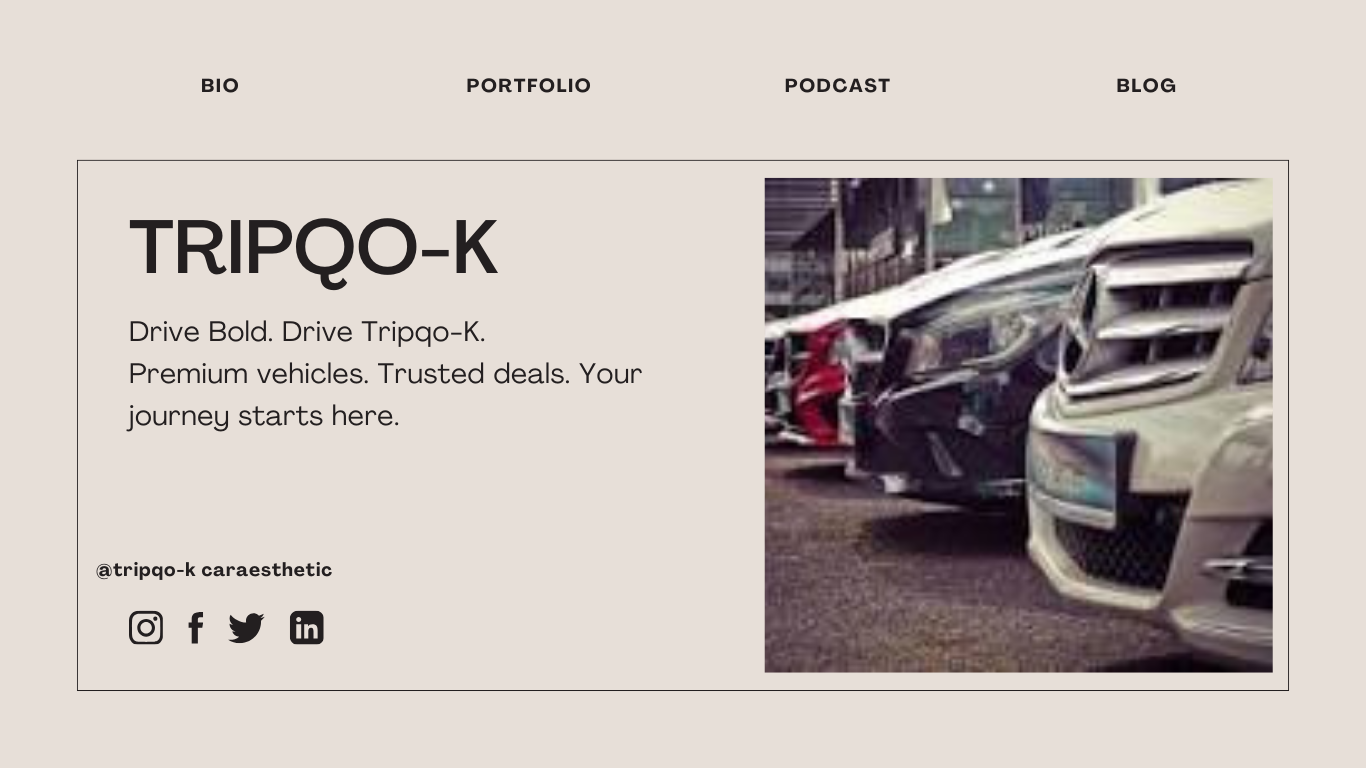 BIO
PORTFOLIO
PODCAST
BLOG
TRIPQO-K
Drive Bold. Drive Tripqo-K.
Premium vehicles. Trusted deals. Your
journey starts here.
@tripqo-k caraesthetic